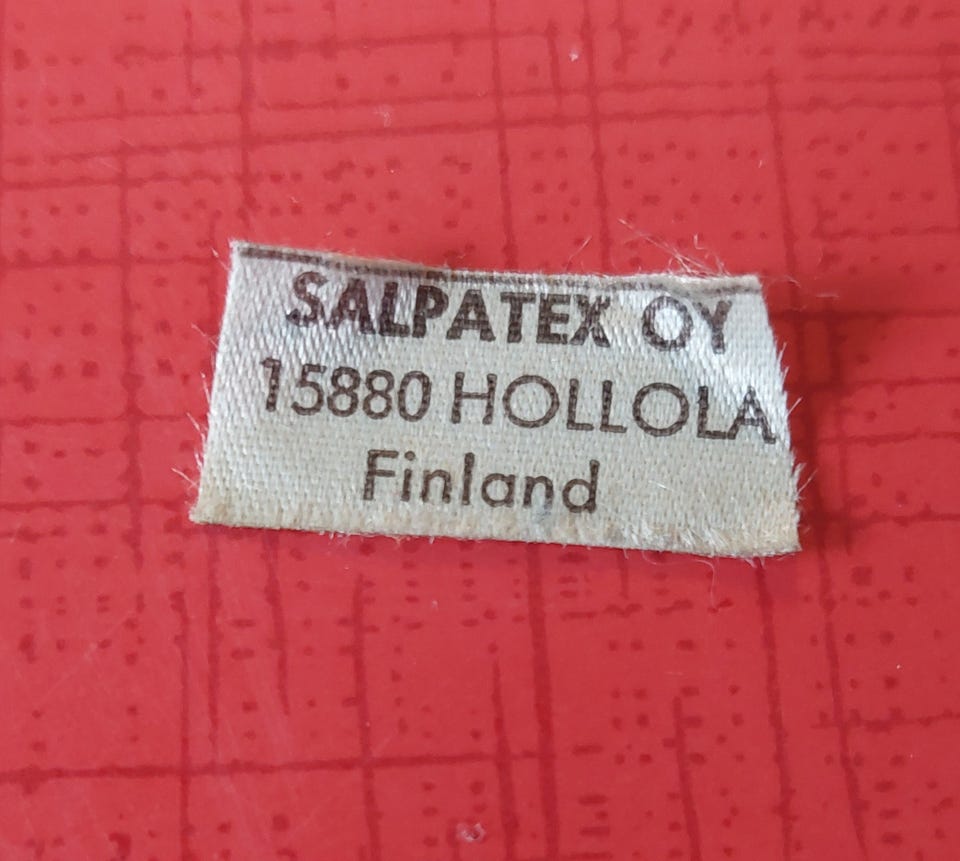 SALPATEX OY
15880 HOLLOLA
Finland